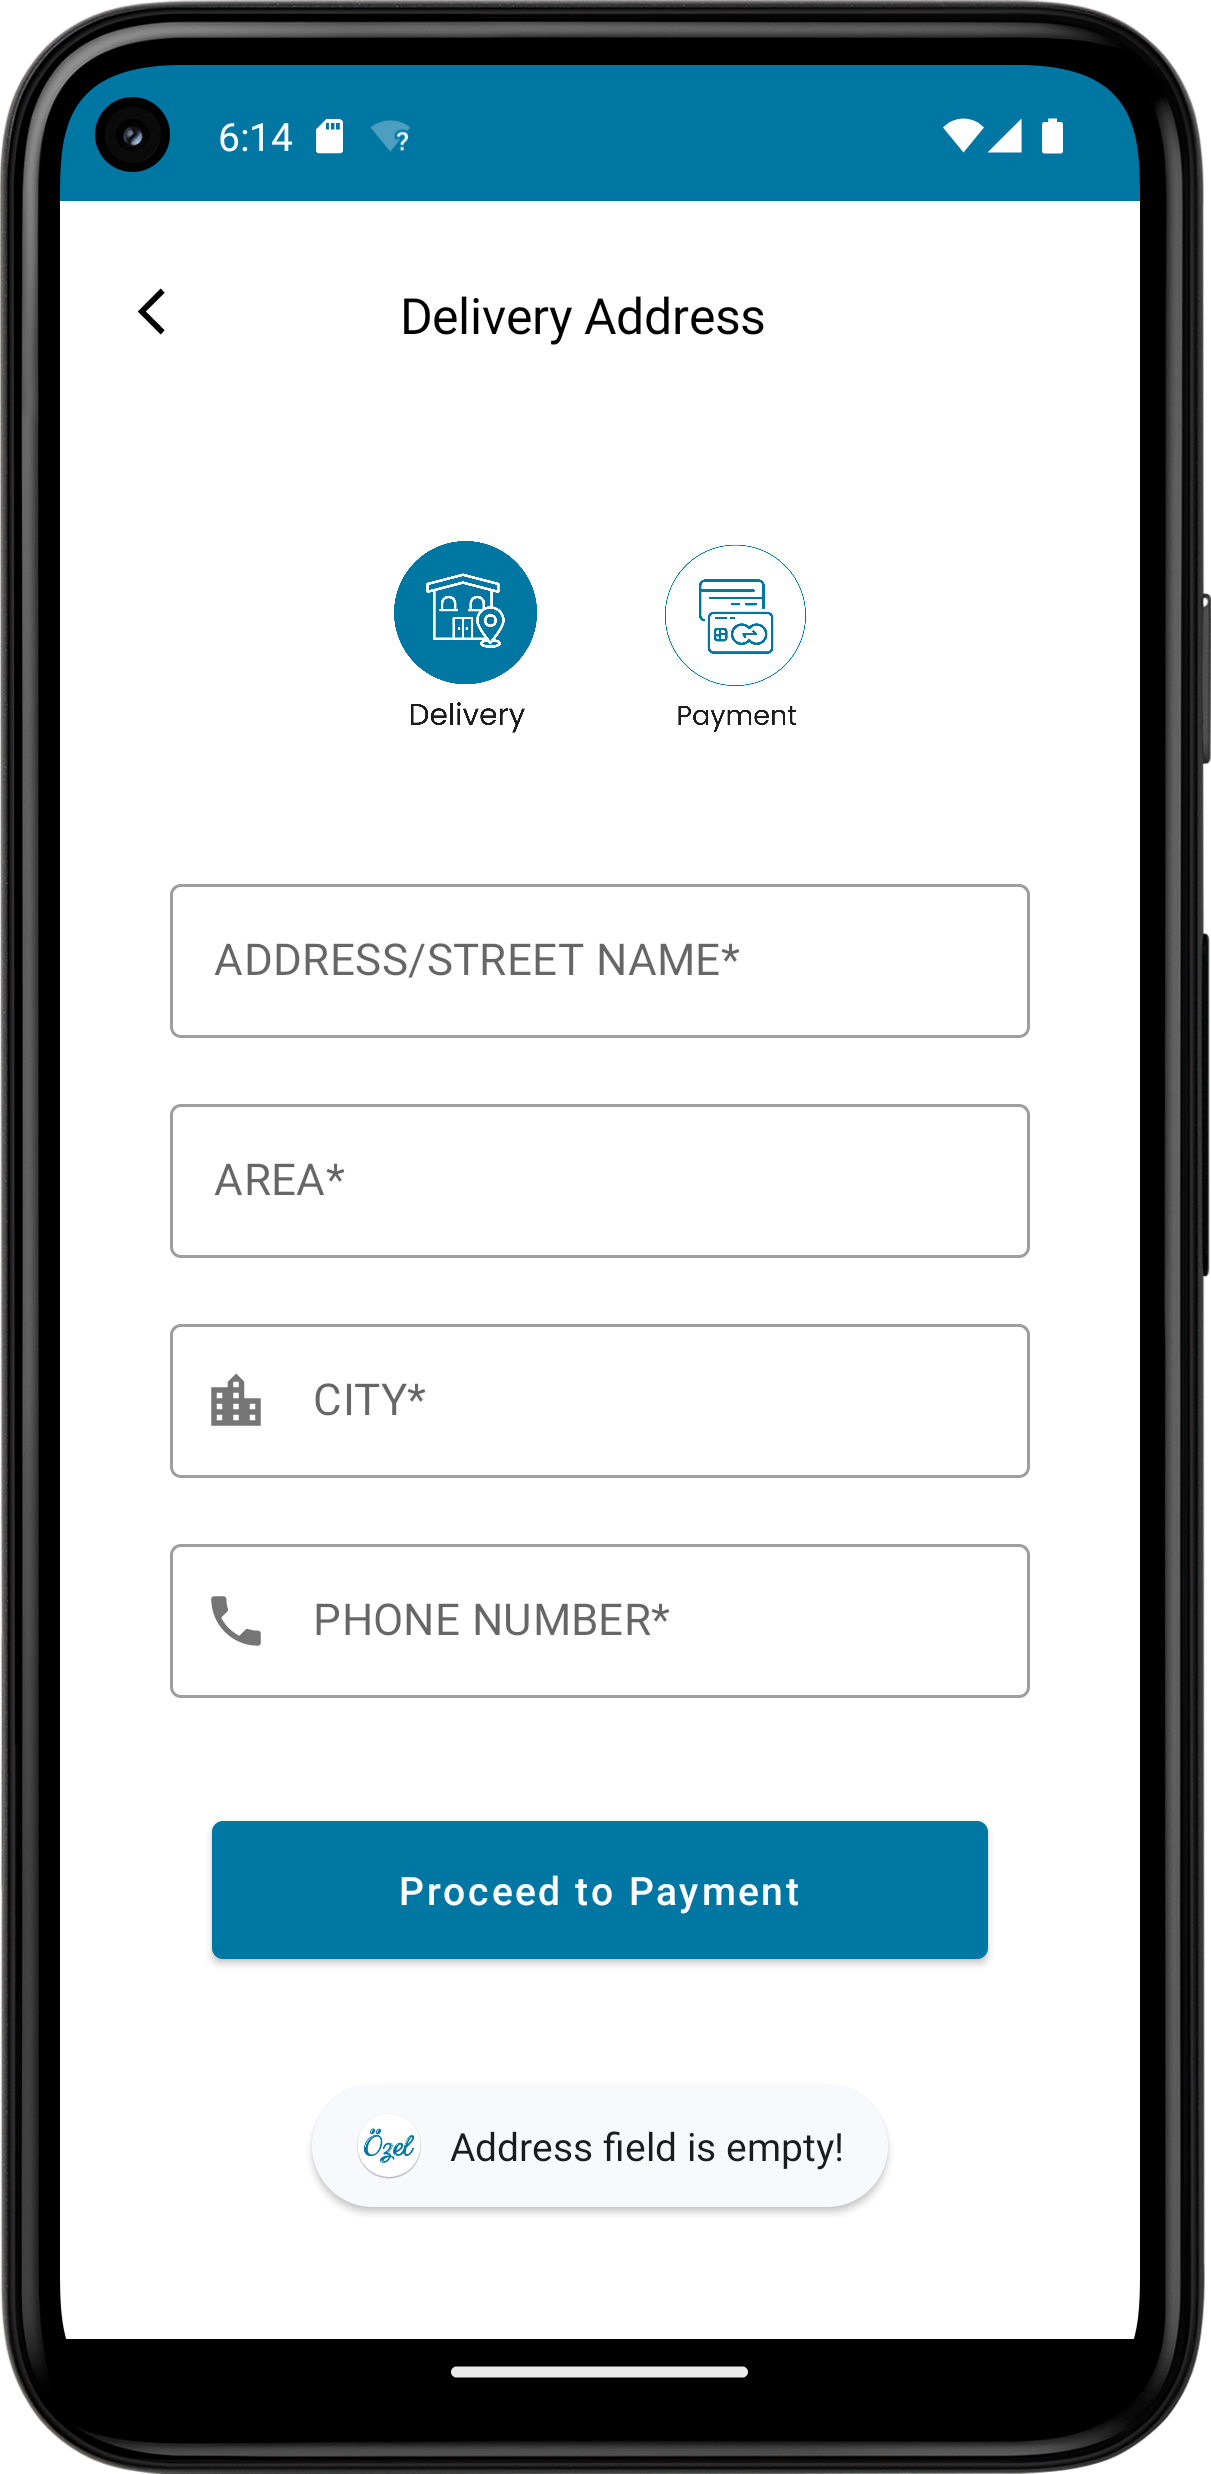 6:14
Delivery Address
Delivery
Payment
ADDRESS/STREET NAME*
AREA*
CITY*
PHONE NUMBER*
Proceed to Payment
Özel
Address field is empty!